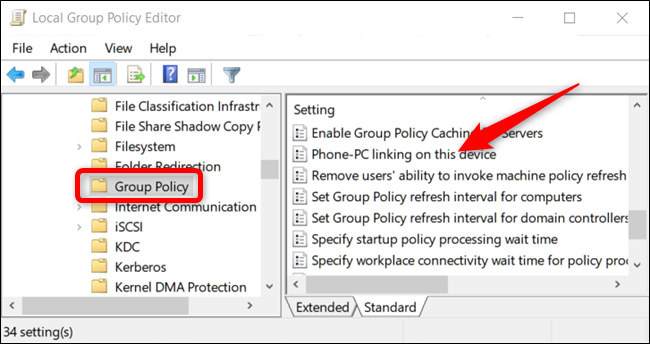 Local Group Policy Editor
File Action View Help
File Classification Infrastr
File Share Shadow Copy P
Filesystem
Folder Redirection
Group Policy
Internet Communication
iSCSI
KDC
Kerberos
Kernel DMA Protection
Setting
Enable Group Policy Caching for Servers
Phone-PC linking on this device
Remove users' ability to invoke machine policy refresh
Set Group Policy refresh interval for computers
Set Group Policy refresh interval for domain controllers
Specify startup policy processing wait time
Specify workplace connectivity wait time for policy proc
Extended Standard
34 setting(s)